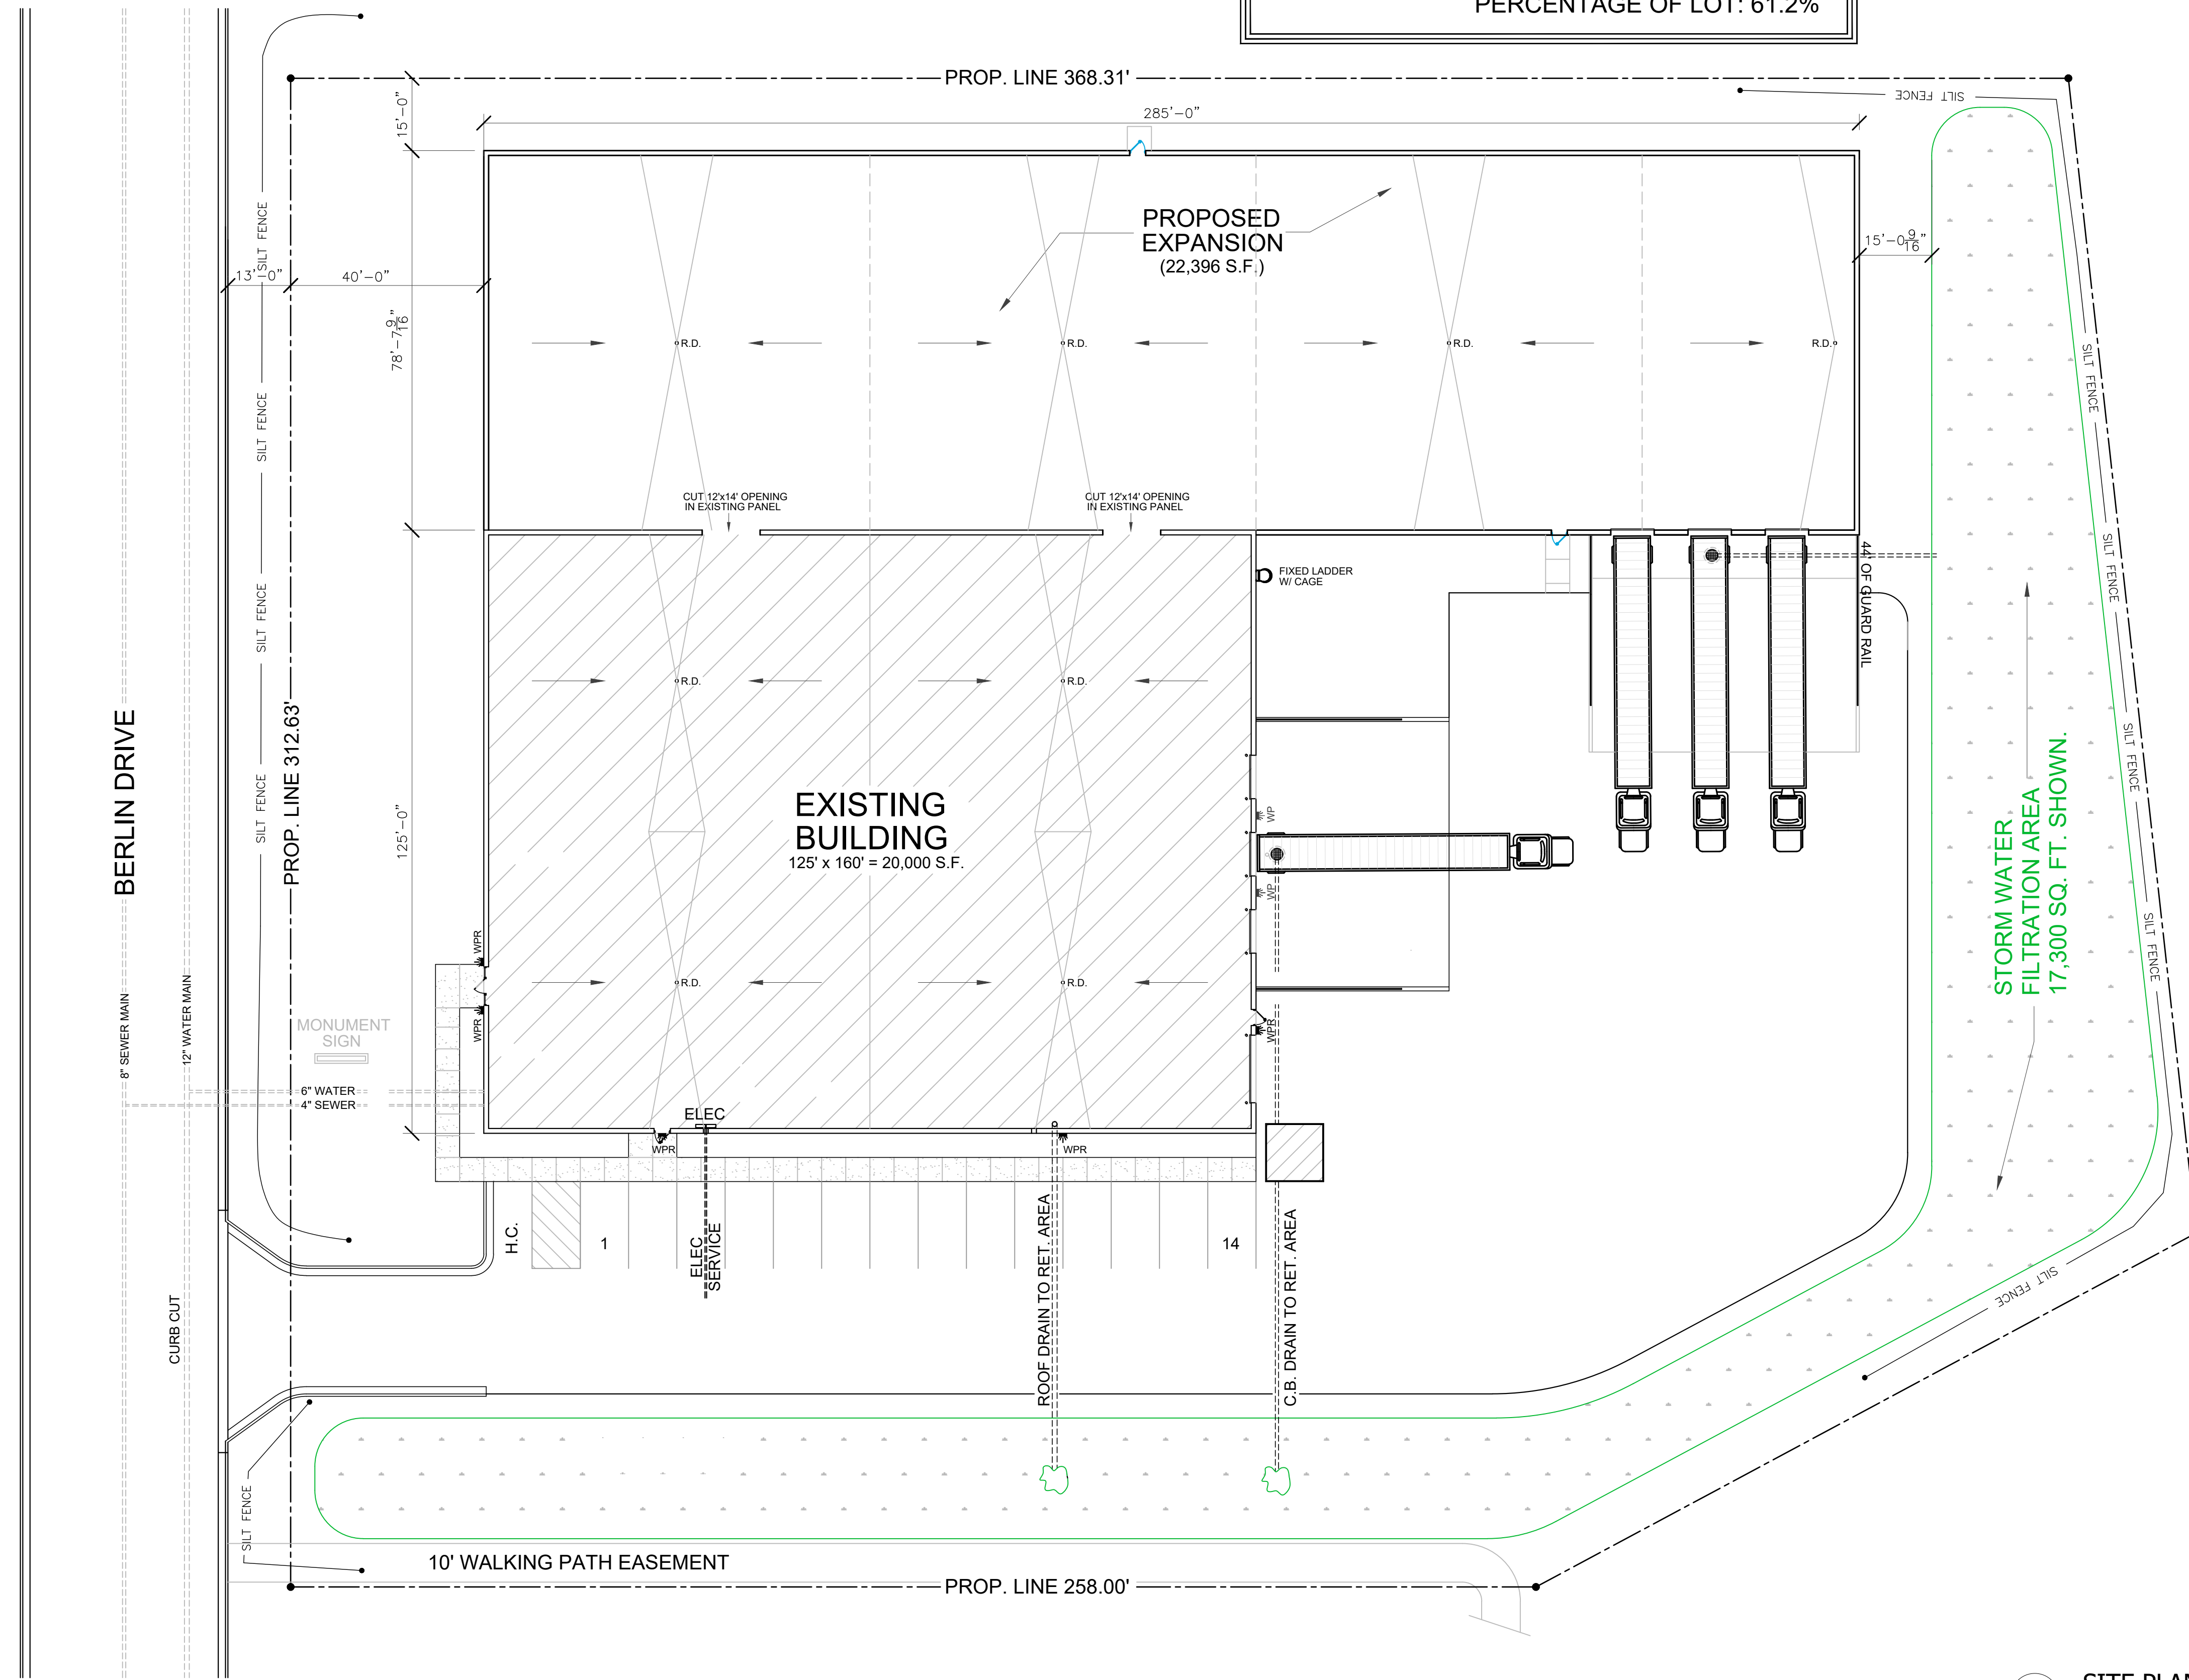 PERCENTAGE OF LOT: 61.2%
PROP. LINE 368.31'
SILT FENCE
15'-0"
285'-0"
PROPOSED
EXPANSION
(22,396 S.F.)
15'-0 9/16"
SILT FENCE
13'-0"
40'-0"
78'-7 9/16"
R.D.
R.D.
R.D.
R.D.
SILT FENCE
SILT FENCE
CUT 12'x14' OPENING
IN EXISTING PANEL
CUT 12'x14' OPENING
IN EXISTING PANEL
FIXED LADDER
W/ CAGE
44' OF GUARD RAIL
SILT FENCE
SILT FENCE
R.D.
R.D.
BERLIN DRIVE
PROP. LINE 312.63'
SILT FENCE
125'-0"
EXISTING
BUILDING
125' x 160' = 20,000 S.F.
WP
WP
STORM WATER
FILTRATION AREA
17,300 SQ. FT. SHOWN.
SILT FENCE
SILT FENCE
WPR
R.D.
R.D.
8" SEWER MAIN
12" WATER MAIN
MONUMENT
SIGN
WPR
WPR
6" WATER
4" SEWER
ELEC
WPR
WPR
H.C.
1
ELEC
SERVICE
14
ROOF DRAIN TO RET. AREA
C.B. DRAIN TO RET. AREA
SILT FENCE
CURB CUT
SILT FENCE
10' WALKING PATH EASEMENT
PROP. LINE 258.00'
SITE PLAN